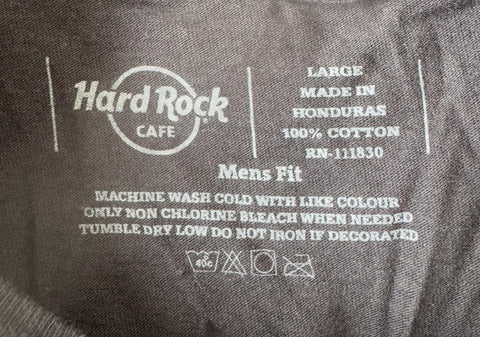 Hard Rock
CAFE
LARGE
MADE IN
HONDURAS
100% COTTON
RN-111830
Mens Fit
MACHINE WASH COLD WITH LIKE COLOUR
ONLY NON CHLORINE BLEACH WHEN NEEDED
TUMBLE DRY LOW DO NOT IRON IF DECORATED